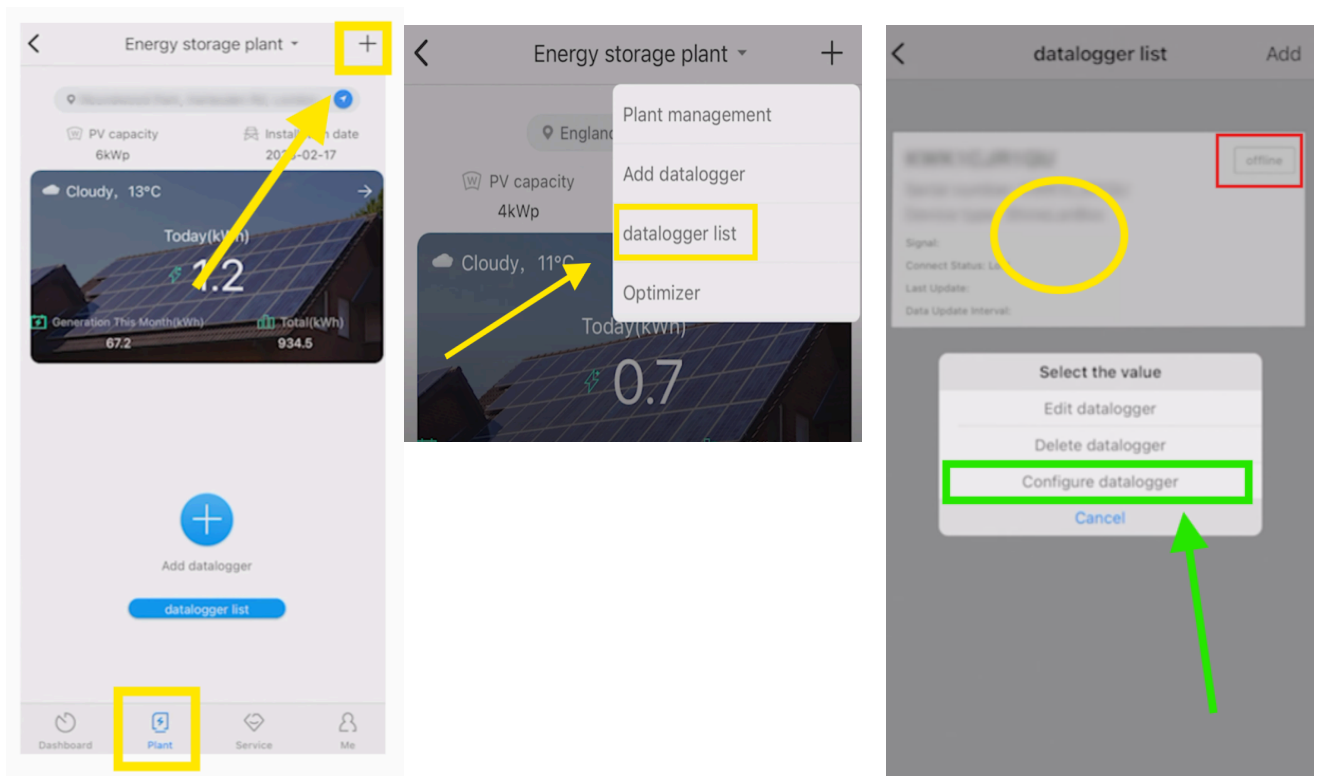 Energy storage plant
PV capacity
Installation date
6kWp
-02-17
Cloudy, 13°C
Today(kWh)
1.2
Generation This Month(kWh)
Total(kWh)
67.2
934.5
Add datalogger
datalogger list
Dashboard
Plant
Service
Me
Energy storage plant
England
PV capacity
4kWp
Cloudy, 11°C
Today(kWh)
0.7
Plant management
Add datalogger
datalogger list
Optimizer
datalogger list
Add
offline
Signal:
Connect Status:
Last Update:
Data Update Interval:
Select the value
Edit datalogger
Delete datalogger
Configure datalogger
Cancel